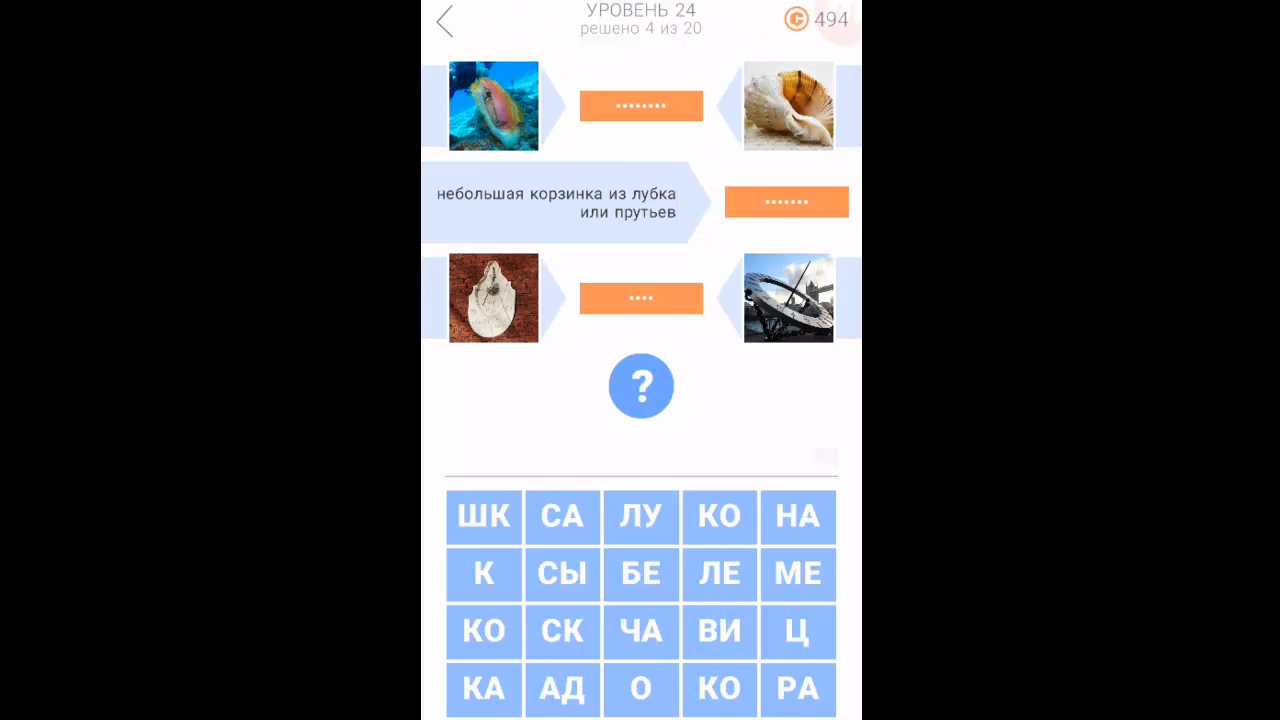 УРОВЕНЬ 24
решено 4 из 20
494
••••••••
небольшая корзинка из лубка
или прутьев
•••••••
••••
?
ШК СА ЛУ КО НА
К СЫ БЕ ЛЕ МЕ
КО СК ЧА ВИ Ц
КА АД О КО РА